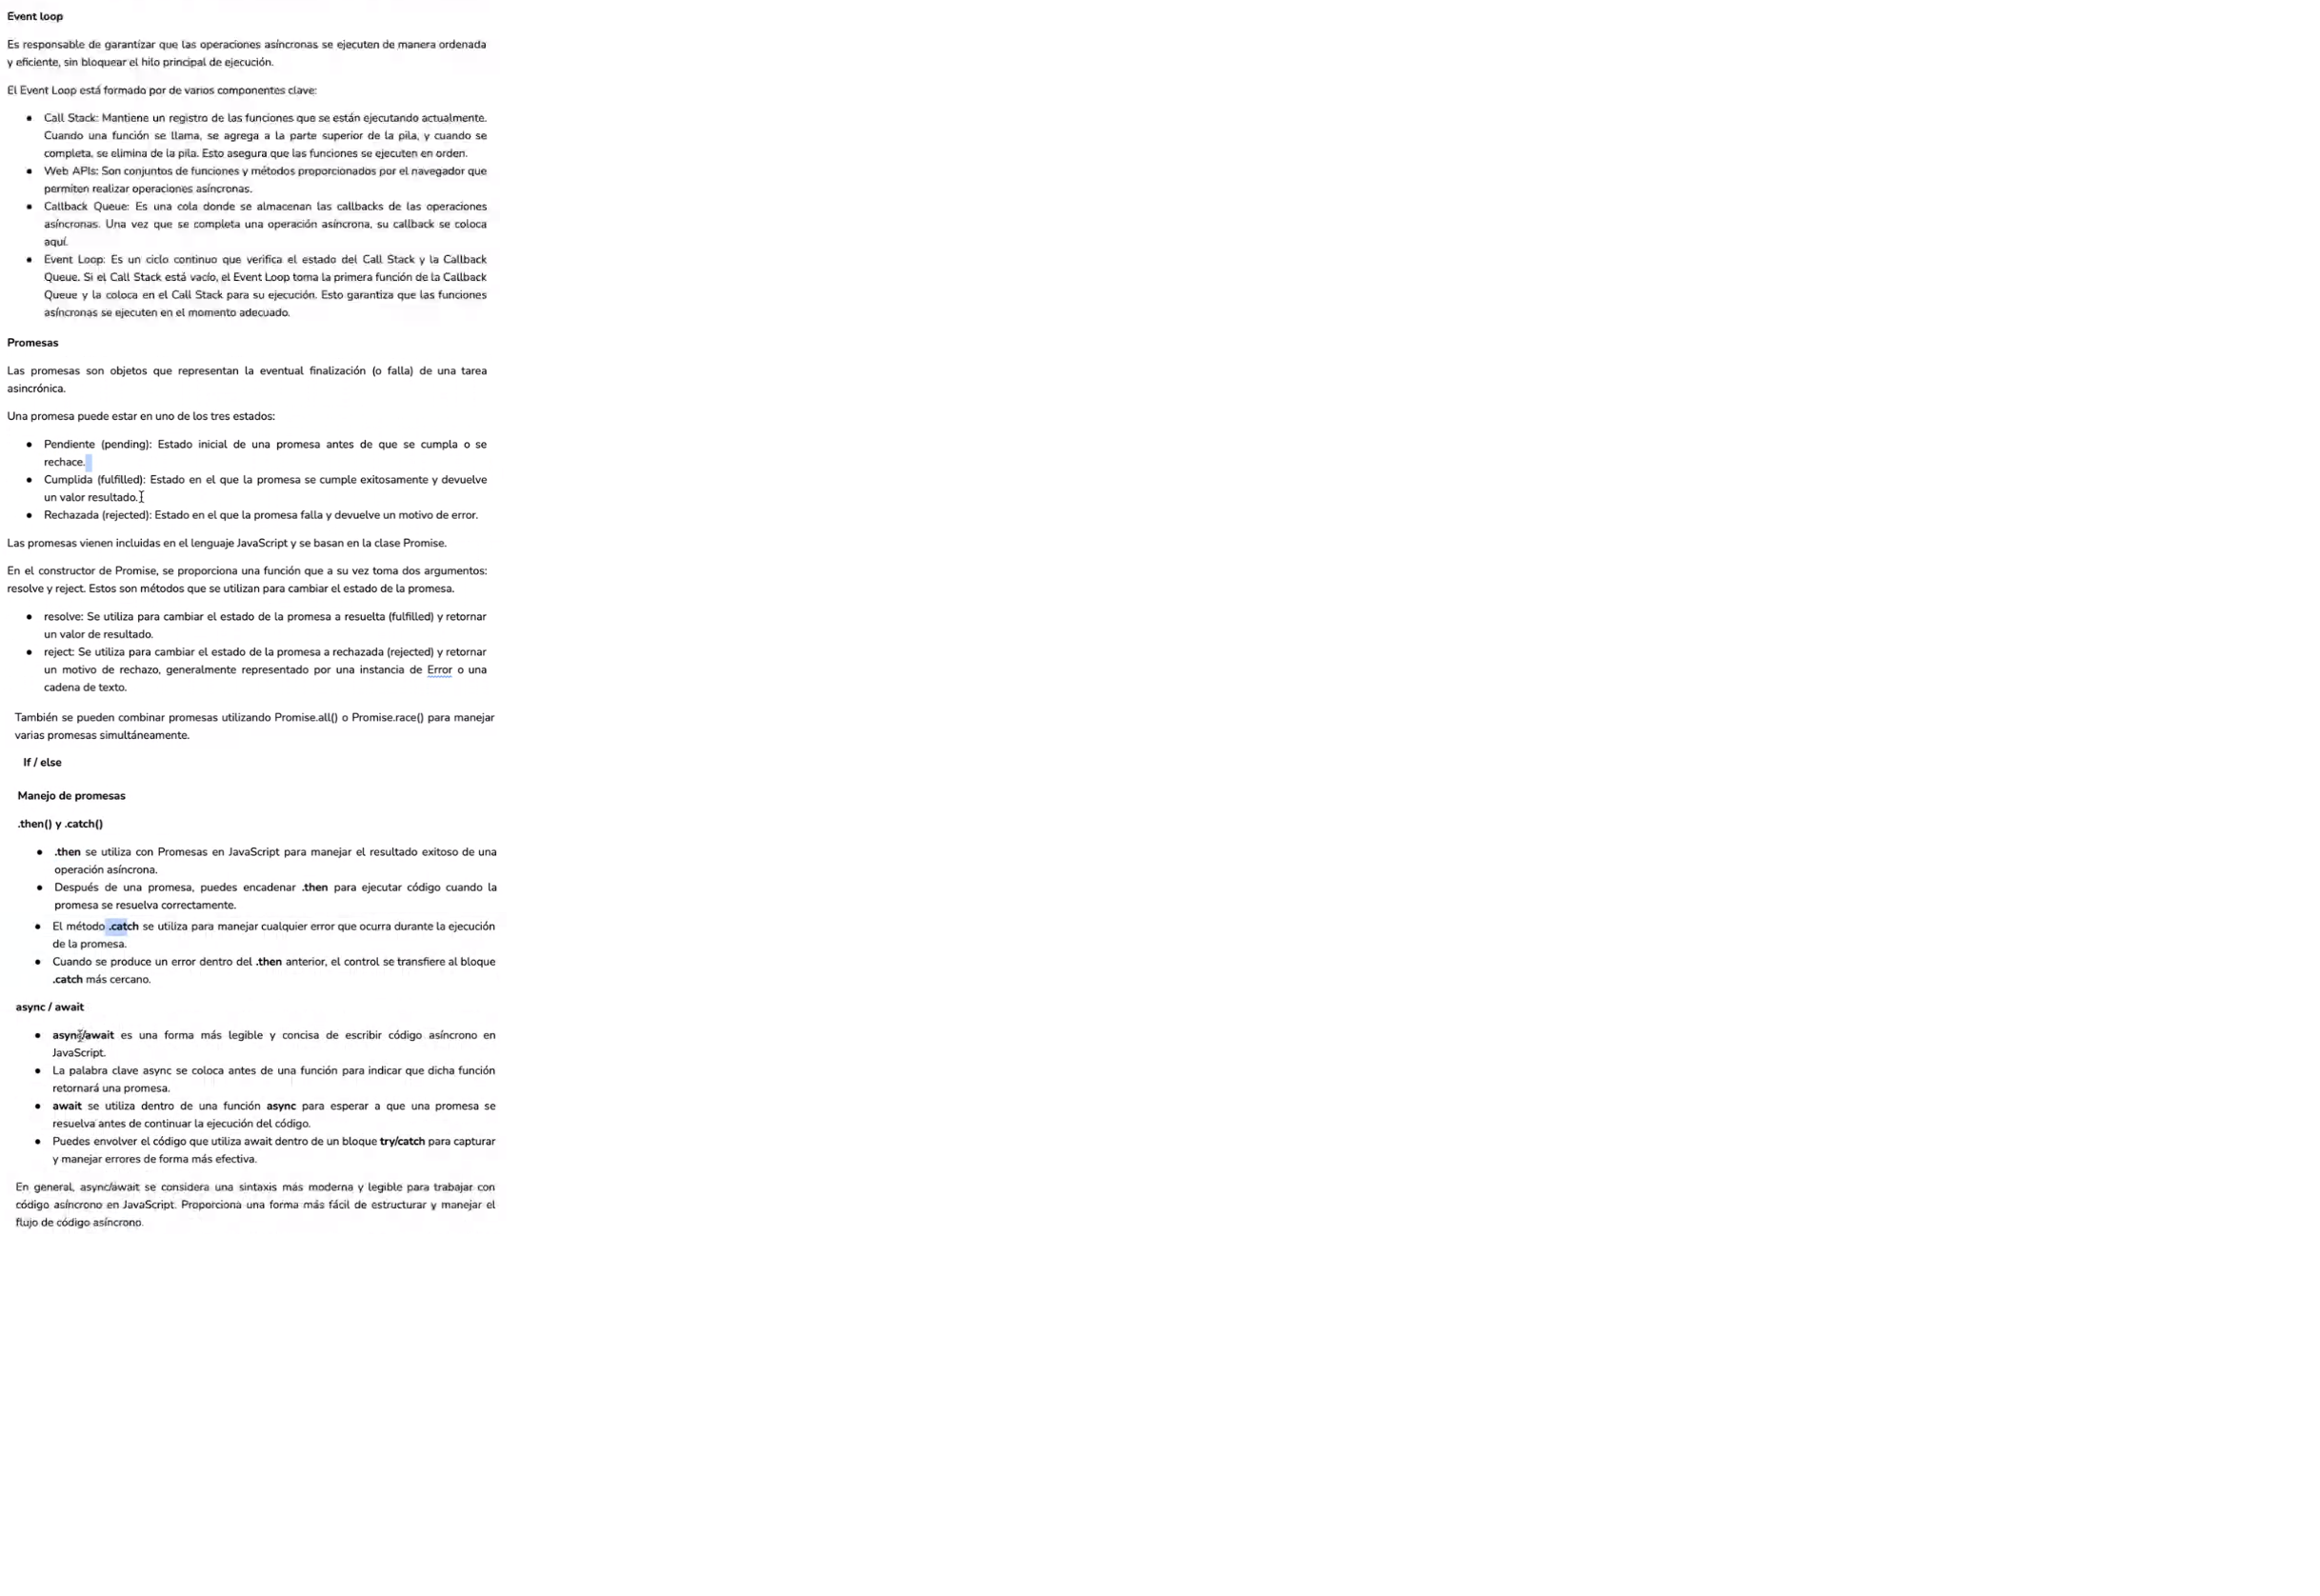 Event loop
Es responsable de garantizar que las operaciones asíncronas se ejecuten de manera ordenada
y eficiente, sin bloquear el hilo principal de ejecución.
El Event Loop está formado por de varios componentes clave:
● Call Stack: Mantiene un registro de las funciones que se están ejecutando actualmente.
Cuando una función se llama, se agrega a la parte superior de la pila, y cuando se
completa, se elimina de la pila. Esto asegura que las funciones se ejecuten en orden.
● Web APIs: Son conjuntos de funciones y métodos proporcionados por el navegador que
permiten realizar operaciones asíncronas.
● Callback Queue: Es una cola donde se almacenan las callbacks de las operaciones
asíncronas. Una vez que se completa una operación asíncrona, su callback se coloca
aquí.
● Event Loop: Es un ciclo continuo que verifica el estado del Call Stack y la Callback
Queue. Si el Call Stack está vacío, el Event Loop toma la primera función de la Callback
Queue y la coloca en el Call Stack para su ejecución. Esto garantiza que las funciones
asíncronas se ejecuten en el momento adecuado.
Promesas
Las promesas son objetos que representan la eventual finalización (o falla) de una tarea
asincrónica.
Una promesa puede estar en uno de los tres estados:
● Pendiente (pending): Estado inicial de una promesa antes de que se cumpla o se
rechace.
● Cumplida (fulfilled): Estado en el que la promesa se cumple exitosamente y devuelve
un valor resultado.
● Rechazada (rejected): Estado en el que la promesa falla y devuelve un motivo de error.
Las promesas vienen incluidas en el lenguaje JavaScript y se basan en la clase Promise.
En el constructor de Promise, se proporciona una función que a su vez toma dos argumentos:
resolve y reject. Estos son métodos que se utilizan para cambiar el estado de la promesa.
● resolve: Se utiliza para cambiar el estado de la promesa a resuelta (fulfilled) y retornar
un valor de resultado.
● reject: Se utiliza para cambiar el estado de la promesa a rechazada (rejected) y retornar
un motivo de rechazo, generalmente representado por una instancia de Error o una
cadena de texto.
También se pueden combinar promesas utilizando Promise.all() o Promise.race() para manejar
varias promesas simultáneamente.
If / else
Manejo de promesas
.then() y .catch()
● .then se utiliza con Promesas en JavaScript para manejar el resultado exitoso de una
operación asíncrona.
● Después de una promesa, puedes encadenar .then para ejecutar código cuando la
promesa se resuelva correctamente.
● El método .catch se utiliza para manejar cualquier error que ocurra durante la ejecución
de la promesa.
● Cuando se produce un error dentro del .then anterior, el control se transfiere al bloque
.catch más cercano.
async / await
● async/await es una forma más legible y concisa de escribir código asíncrono en
JavaScript.
● La palabra clave async se coloca antes de una función para indicar que dicha función
retornará una promesa.
● await se utiliza dentro de una función async para esperar a que una promesa se
resuelva antes de continuar la ejecución del código.
● Puedes envolver el código que utiliza await dentro de un bloque try/catch para capturar
y manejar errores de forma más efectiva.
En general, async/await se considera una sintaxis más moderna y legible para trabajar con
código asíncrono en JavaScript. Proporciona una forma más fácil de estructurar y manejar el
flujo de código asíncrono.